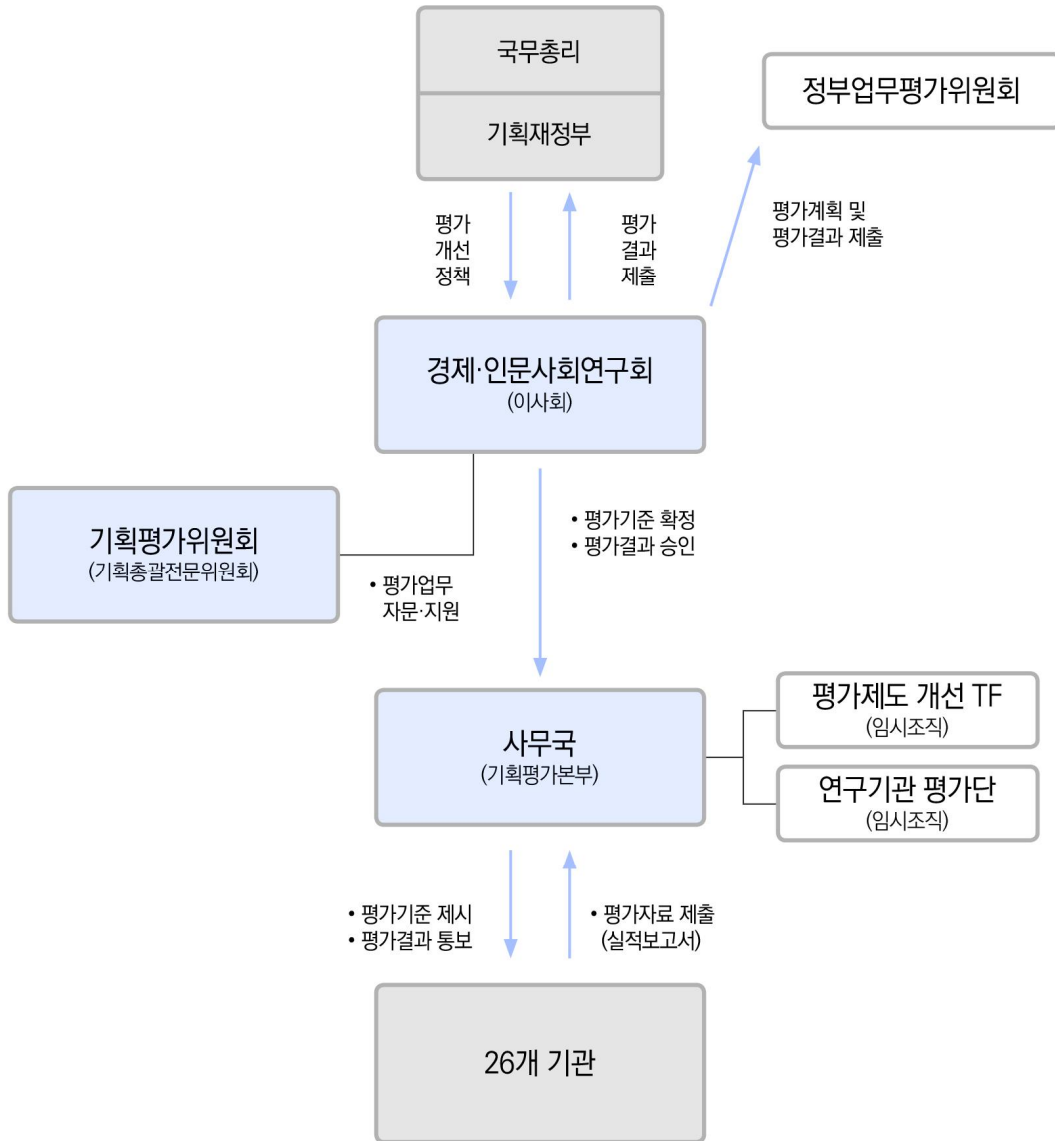 국무총리
기획재정부
정부업무평가위원회
평가
개선
정책
평가
결과
제출
평가계획 및
평가결과 제출
경제·인문사회연구회
(이사회)
기획평가위원회
(기획총괄전문위원회)
• 평가업무
자문·지원
• 평가기준 확정
• 평가결과 승인
사무국
(기획평가본부)
평가제도 개선 TF
(임시조직)
연구기관 평가단
(임시조직)
• 평가기준 제시
• 평가결과 통보
• 평가자료 제출
(실적보고서)
26개 기관